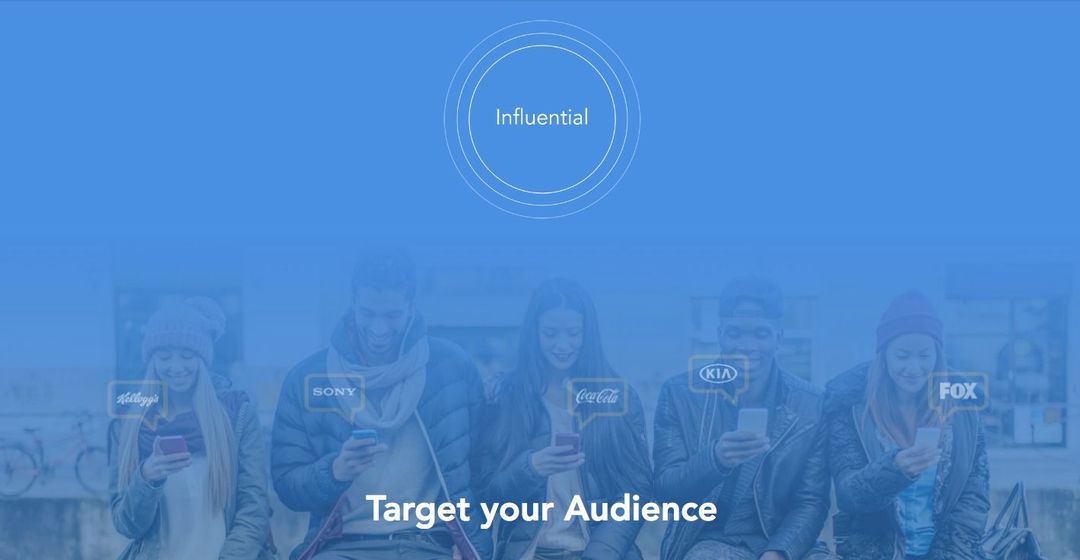 Influential
Kellogg's
SONY
Coca-Cola
KIA
FOX
Target your Audience